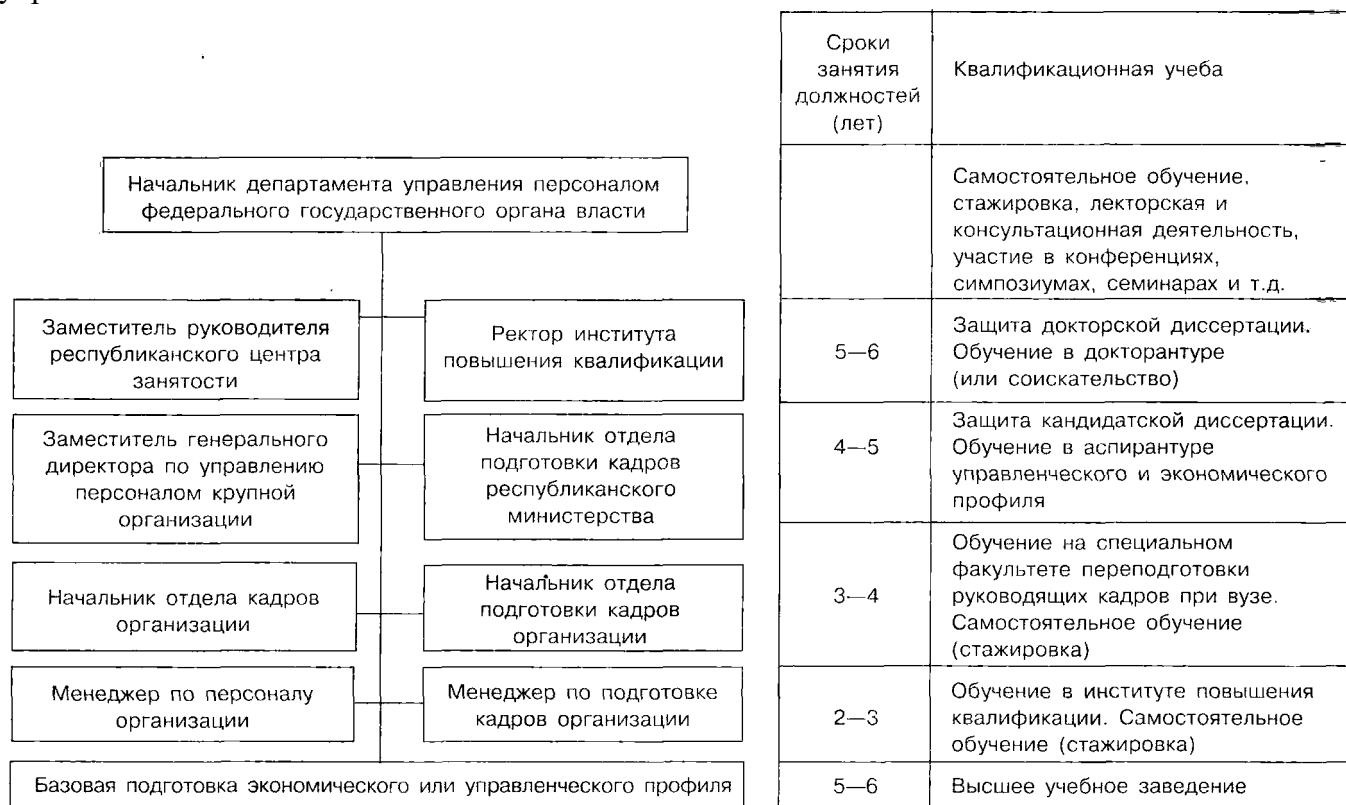 Сроки
занятия
должностей
(лет)
Квалификационная учеба
Начальник департамента управления персоналом
федерального государственного органа власти
Самостоятельное обучение,
стажировка, лекторская и
консультационная деятельность,
участие в конференциях,
симпозиумах, семинарах и т.д.
Заместитель руководителя
республиканского центра
занятости
Ректор института
повышения квалификации
5—6
Защита докторской диссертации.
Обучение в докторантуре
(или соискательство)
Заместитель генерального
директора по управлению
персоналом крупной
организации
Начальник отдела
подготовки кадров
республиканского
министерства
4—5
Защита кандидатской диссертации.
Обучение в аспирантуре
управленческого и экономического
профиля
Начальник отдела кадров
организации
Начальник отдела
подготовки кадров
организации
3—4
Обучение на специальном
факультете переподготовки
руководящих кадров при вузе.
Самостоятельное обучение
(стажировка)
Менеджер по персоналу
организации
Менеджер по подготовке
кадров организации
2—3
Обучение в институте повышения
квалификации. Самостоятельное
обучение (стажировка)
Базовая подготовка экономического или управленческого профиля
5—6
Высшее учебное заведение